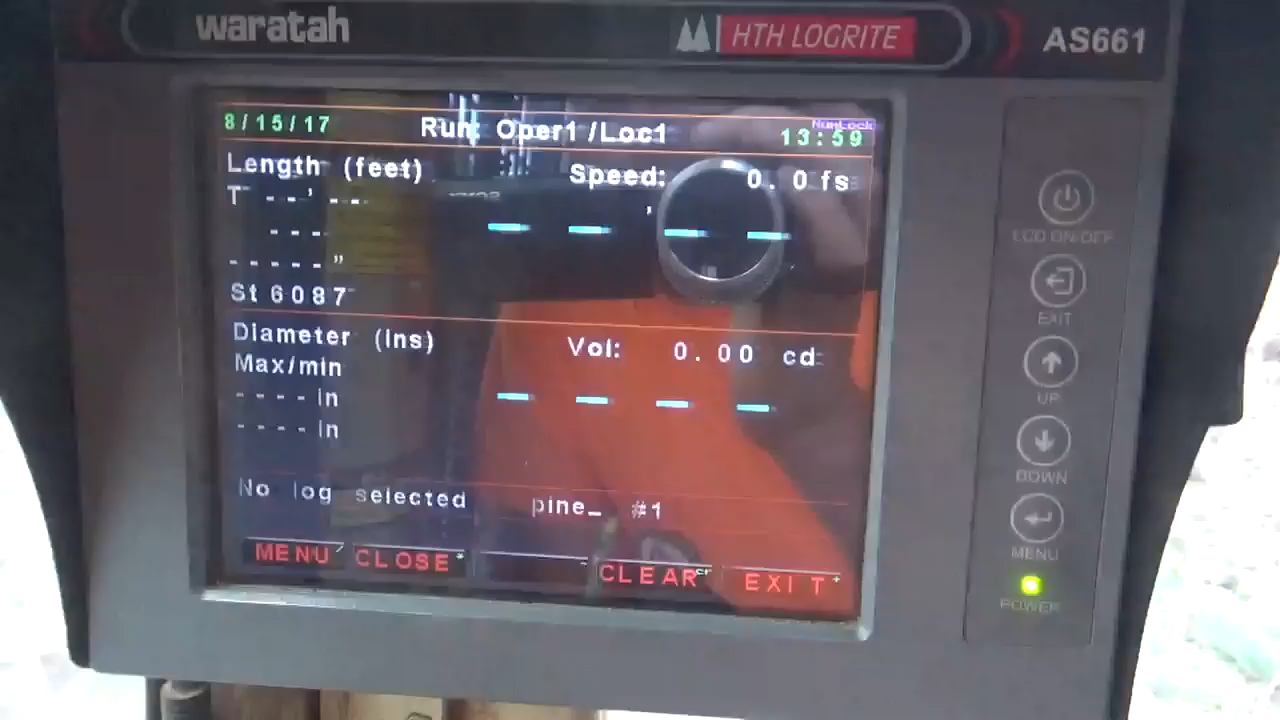 waratah HTH LOGRITE AS661
8/15/17 Run: Oper1 /Loc1 NumLock 13:59
Length (feet) Speed: 0.0 fs
T --' ---
' ---- 
---
-----"
St 6087
Diameter (Ins) Vol: 0.00 cd
Max/min
---- In ----
---- In
No log selected pine_ #1
MENU/ CLOSE* - CLEARcr EXIT+
LCD ON/OFF
EXIT
UP
DOWN
MENU
POWER